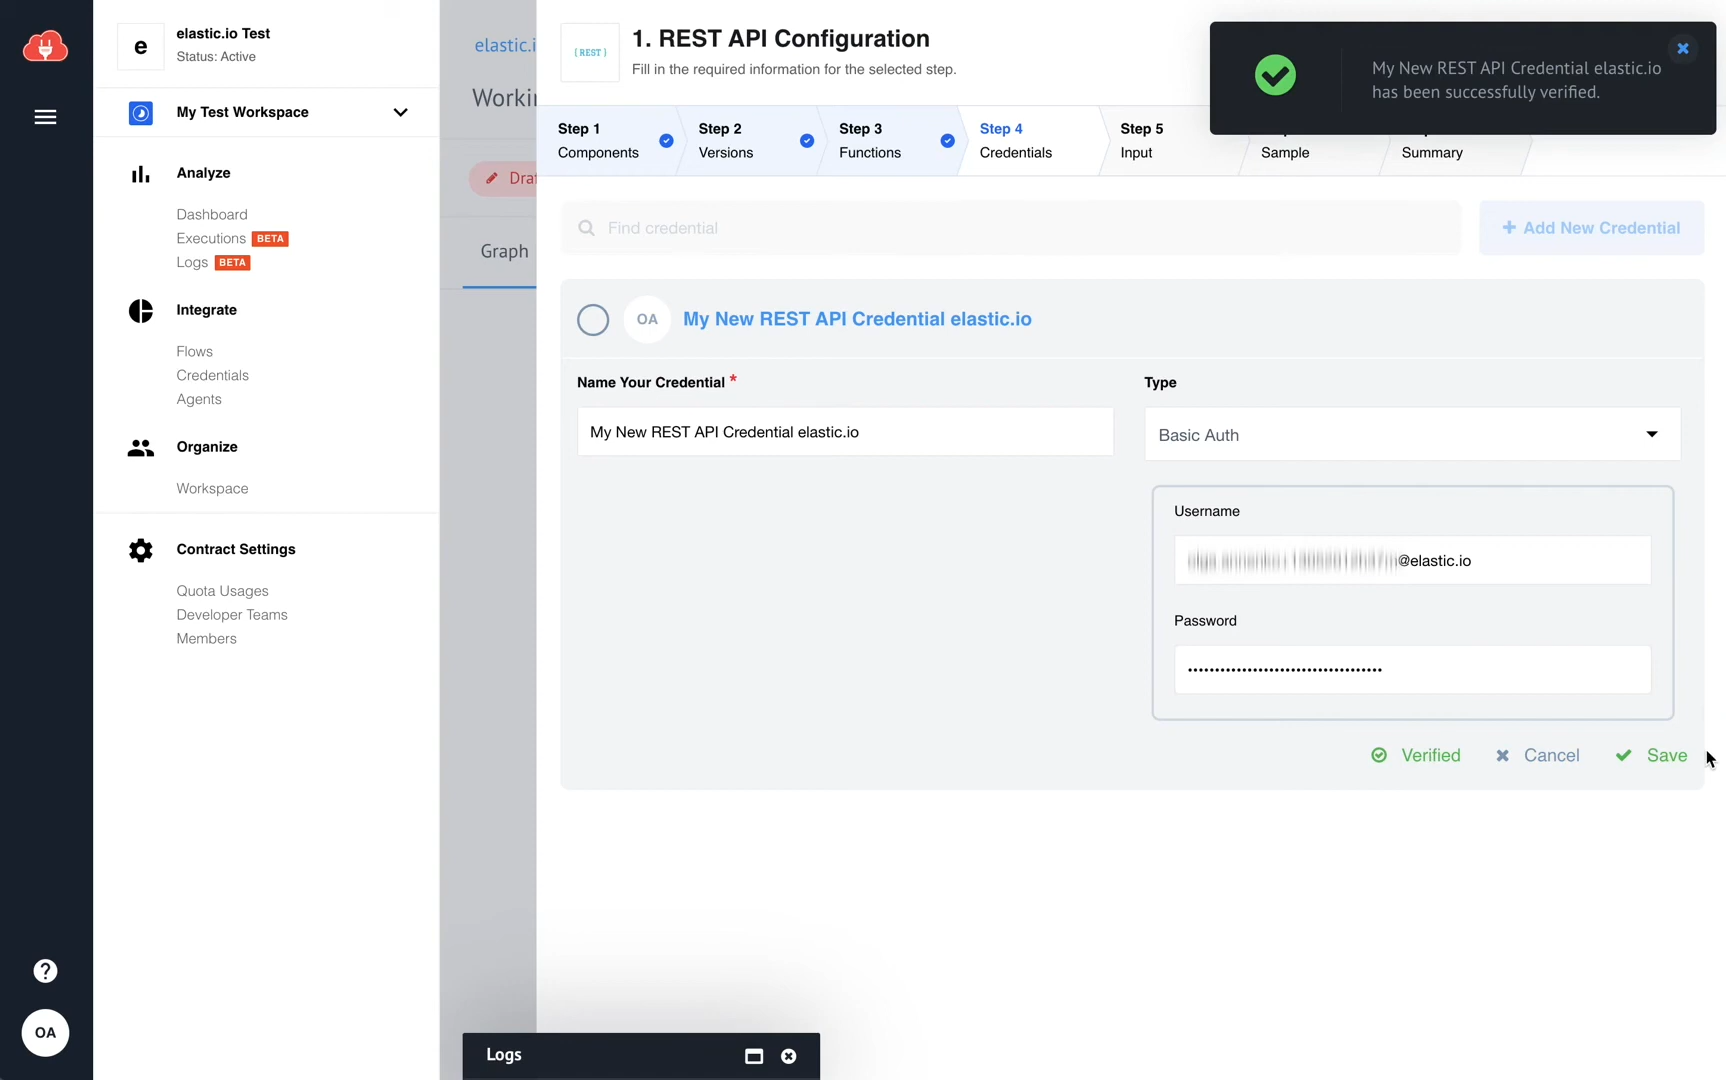 elastic.io Test
Status: Active
e
My Test Workspace
Analyze
Dashboard
Executions BETA
Logs BETA
Integrate
Flows
Credentials
Agents
Organize
Workspace
Contract Settings
Quota Usages
Developer Teams
Members
?
OA
elastic.i
Workin
Draf
Graph
{REST}
1. REST API Configuration
Fill in the required information for the selected step.
My New REST API Credential elastic.io
has been successfully verified.
Step 1
Components
Step 2
Versions
Step 3
Functions
Step 4
Credentials
Step 5
Input
Sample
Summary
Find credential
+ Add New Credential
OA
My New REST API Credential elastic.io
Name Your Credential *
My New REST API Credential elastic.io
Type
Basic Auth
Username
@elastic.io
Password
Verified
Cancel
Save
Logs